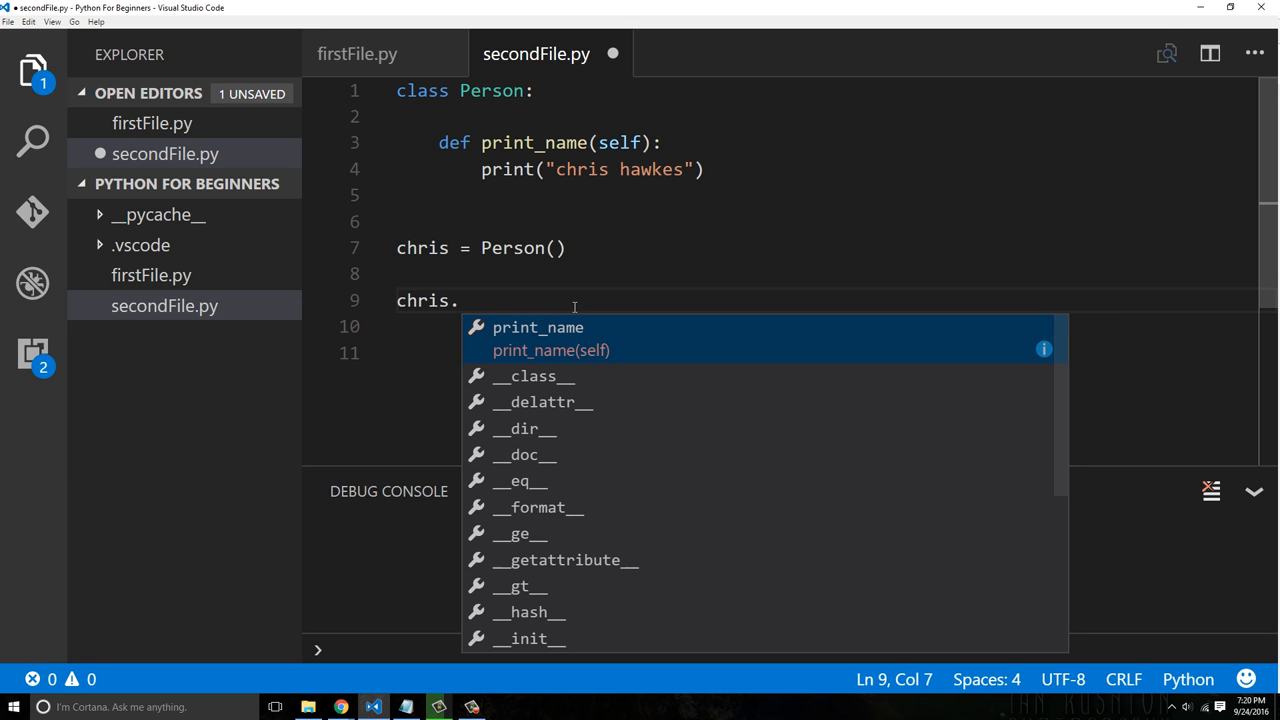 secondFile.py - Python For Beginners - Visual Studio Code
File Edit View Go Help
EXPLORER
OPEN EDITORS 1 UNSAVED
firstFile.py
secondFile.py
PYTHON FOR BEGINNERS
__pycache__
.vscode
firstFile.py
secondFile.py
1
2
firstFile.py secondFile.py
1 class Person:
2
3 def print_name(self):
4 print("chris hawkes")
5
6
7 chris = Person()
8
9 chris.
10
11
print_name
print_name(self)
__class__
__delattr__
__dir__
__doc__
__eq__
__format__
__ge__
__getattribute__
__gt__
__hash__
__init__
DEBUG CONSOLE
0 0 Ln 9, Col 7 Spaces: 4 UTF-8 CRLF Python
I'm Cortana. Ask me anything.
7:20 PM
9/24/2016